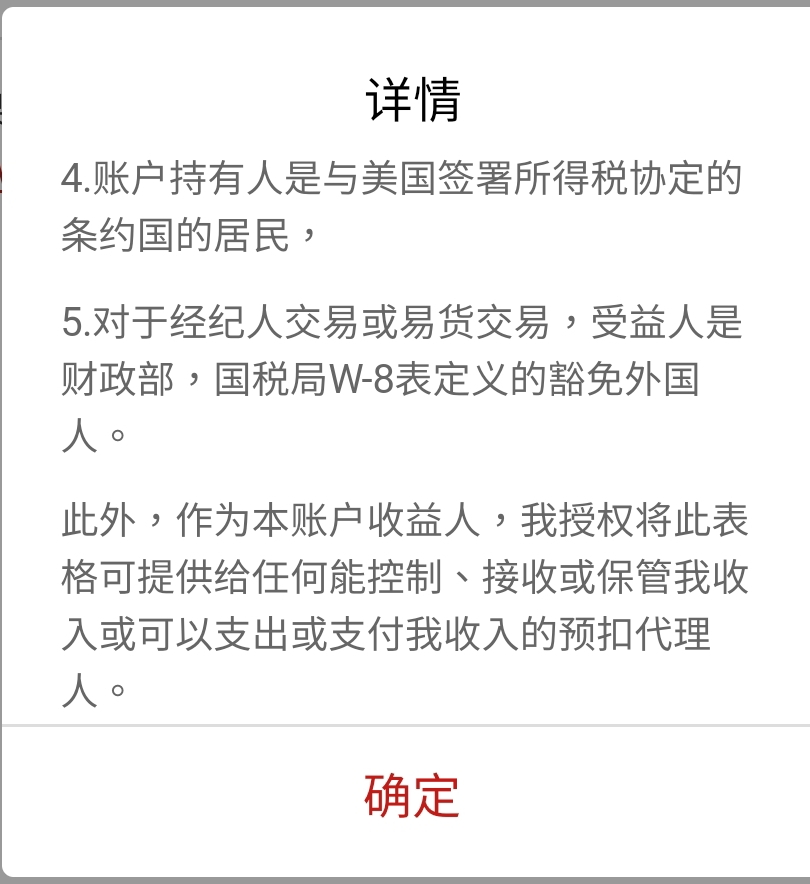 详情
4.账户持有人是与美国签署所得税协定的
条约国的居民，
5.对于经纪人交易或易货交易，受益人是
财政部，国税局W-8表定义的豁免外国
人。
此外，作为本账户收益人，我授权将此表
格可提供给任何能控制、接收或保管我收
入或可以支出或支付我收入的预扣代理
人。
确定